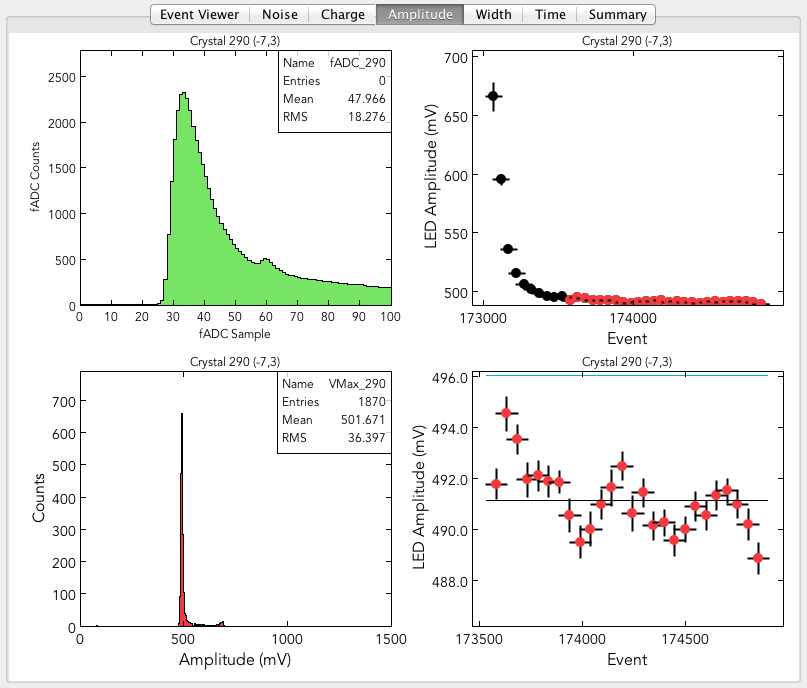 Event Viewer Noise Charge Amplitude Width Time Summary
Crystal 290 (-7,3)
Name fADC_290
Entries 0
Mean 47.966
RMS 18.276
2500
2000
1500
1000
500
0
fADC Counts
0 10 20 30 40 50 60 70 80 90 100
fADC Sample
Crystal 290 (-7,3)
700
650
600
550
500
LED Amplitude (mV)
173000 174000
Event
Crystal 290 (-7,3)
Name VMax_290
Entries 1870
Mean 501.671
RMS 36.397
700
600
500
400
300
200
100
0
Counts
0 500 1000 1500
Amplitude (mV)
Crystal 290 (-7,3)
496.0
494.0
492.0
490.0
488.0
LED Amplitude (mV)
173500 174000 174500
Event